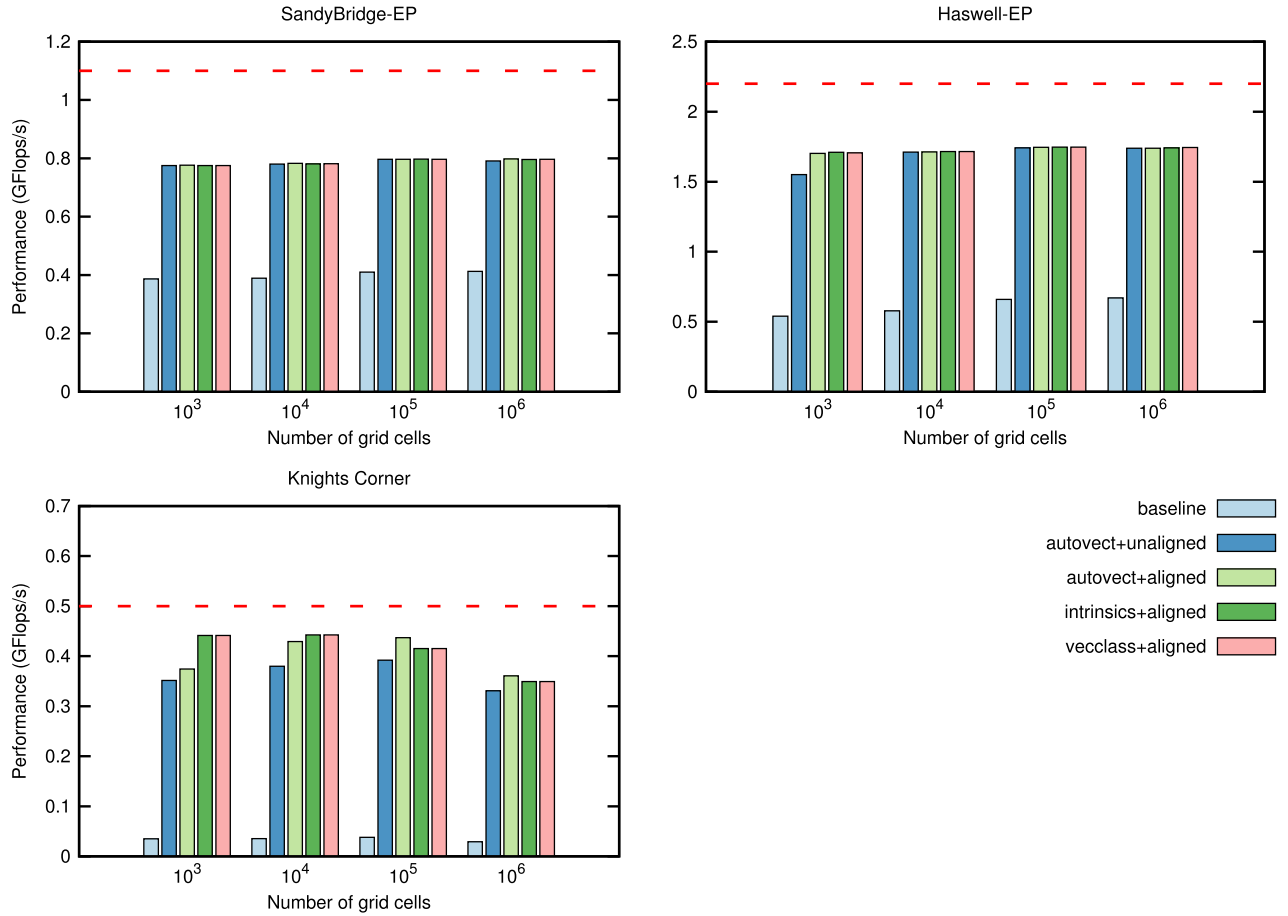 SandyBridge-EP
1.2
1
0.8
0.6
0.4
0.2
0
Performance (GFlops/s)
10^3 10^4 10^5 10^6
Number of grid cells
Haswell-EP
2.5
2
1.5
1
0.5
0
10^3 10^4 10^5 10^6
Number of grid cells
Knights Corner
0.7
0.6
0.5
0.4
0.3
0.2
0.1
0
Performance (GFlops/s)
10^3 10^4 10^5 10^6
Number of grid cells
baseline
autovect+unaligned
autovect+aligned
intrinsics+aligned
vecclass+aligned